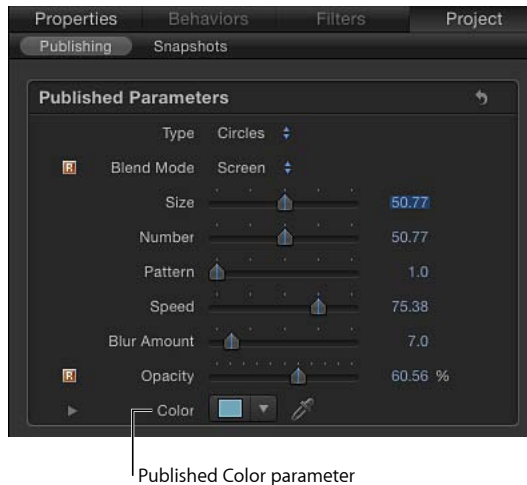 Properties Behaviors Filters Project
Publishing Snapshots
Published Parameters
Type Circles
R Blend Mode Screen
Size 50.77
Number 50.77
Pattern 1.0
Speed 75.38
Blur Amount 7.0
R Opacity 60.56 %
Color
Published Color parameter